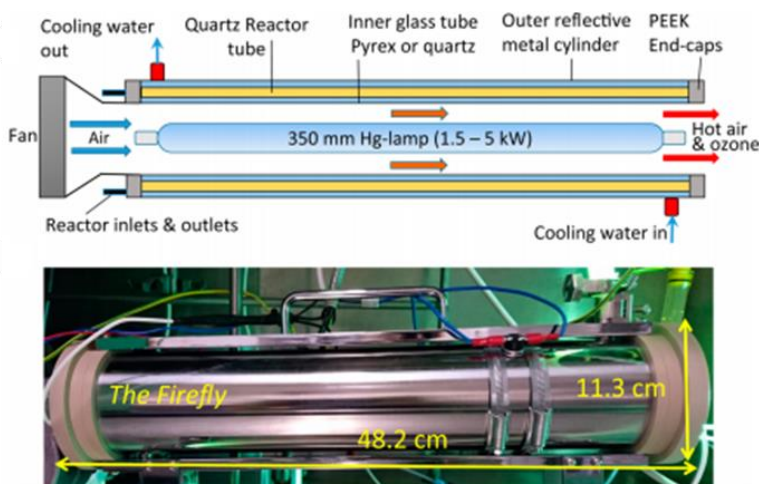 Cooling water
out
Quartz Reactor
tube
Inner glass tube
Pyrex or quartz
Outer reflective
metal cylinder
PEEK
End-caps
Fan
Air
350 mm Hg-lamp (1.5 – 5 kW)
Hot air
& ozone
Reactor inlets & outlets
Cooling water in
The Firefly
11.3 cm
48.2 cm